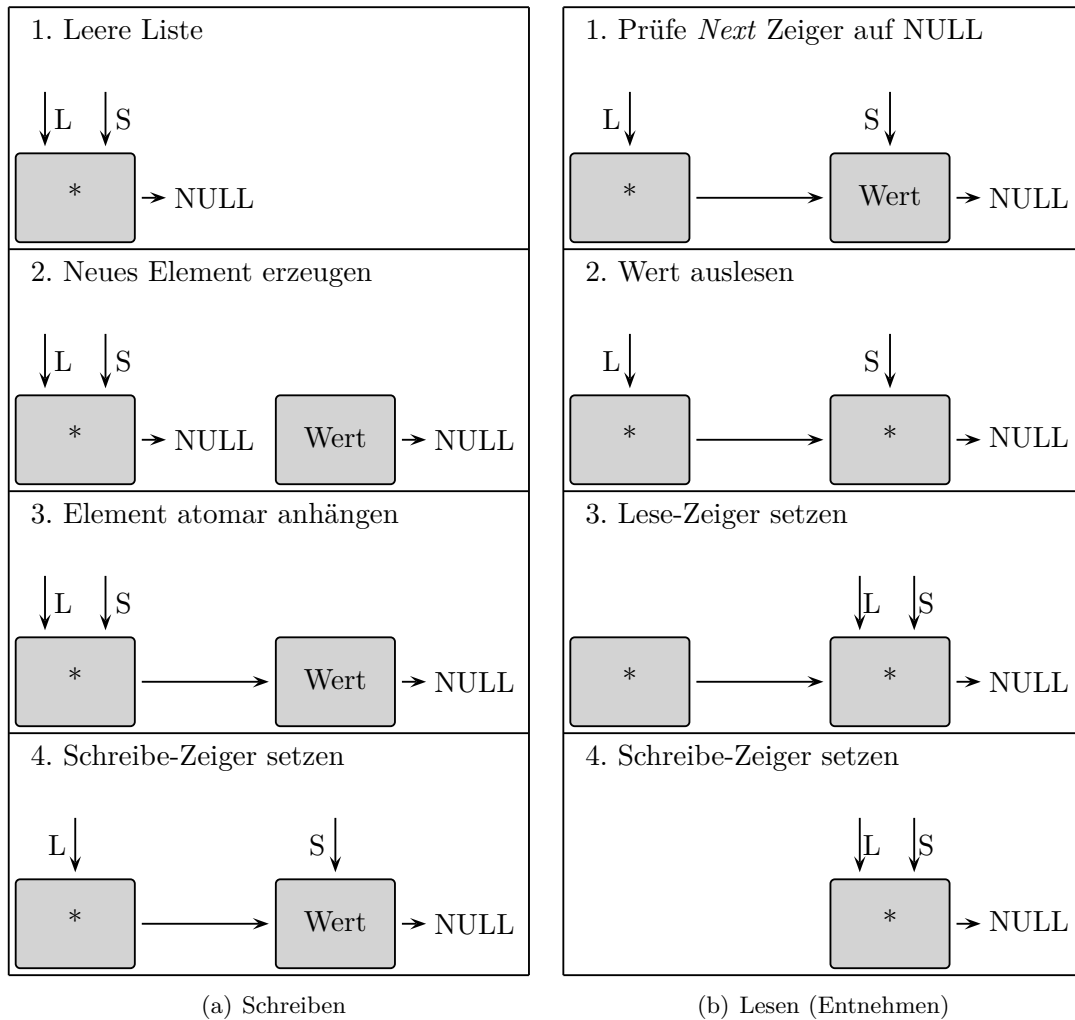 1. Leere Liste
L S
* NULL
2. Neues Element erzeugen
L S
* NULL Wert NULL
3. Element atomar anhängen
L S
* Wert NULL
4. Schreibe-Zeiger setzen
L S
* Wert NULL
(a) Schreiben
1. Prüfe Next Zeiger auf NULL
L S
* Wert NULL
2. Wert auslesen
L S
* * NULL
3. Lese-Zeiger setzen
L S
* * NULL
4. Schreibe-Zeiger setzen
L S
* NULL
(b) Lesen (Entnehmen)